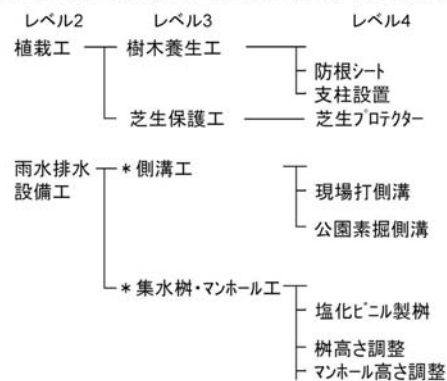 レベル2 レベル3 レベル4
植栽工 樹木養生工
防根シート
支柱設置
芝生保護工 芝生プロテクター
雨水排水 *側溝工
設備工
現場打側溝
公園素掘側溝
*集水桝・マンホール工
塩化ビニル製桝
桝高さ調整
マンホール高さ調整